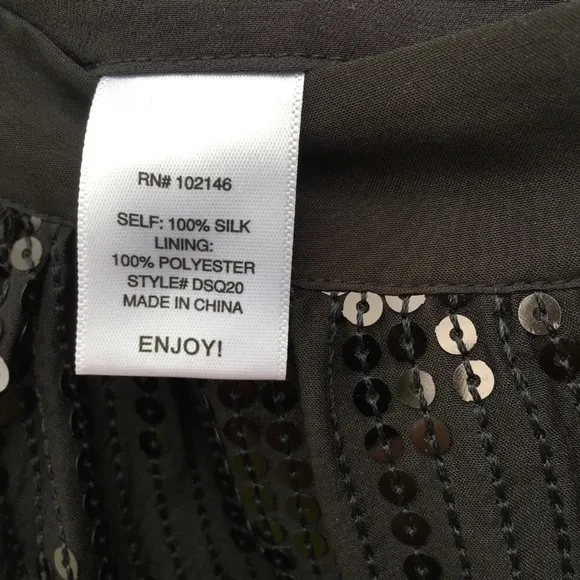 RN# 102146
SELF: 100% SILK
LINING:
100% POLYESTER
STYLE# DSQ20
MADE IN CHINA
ENJOY!